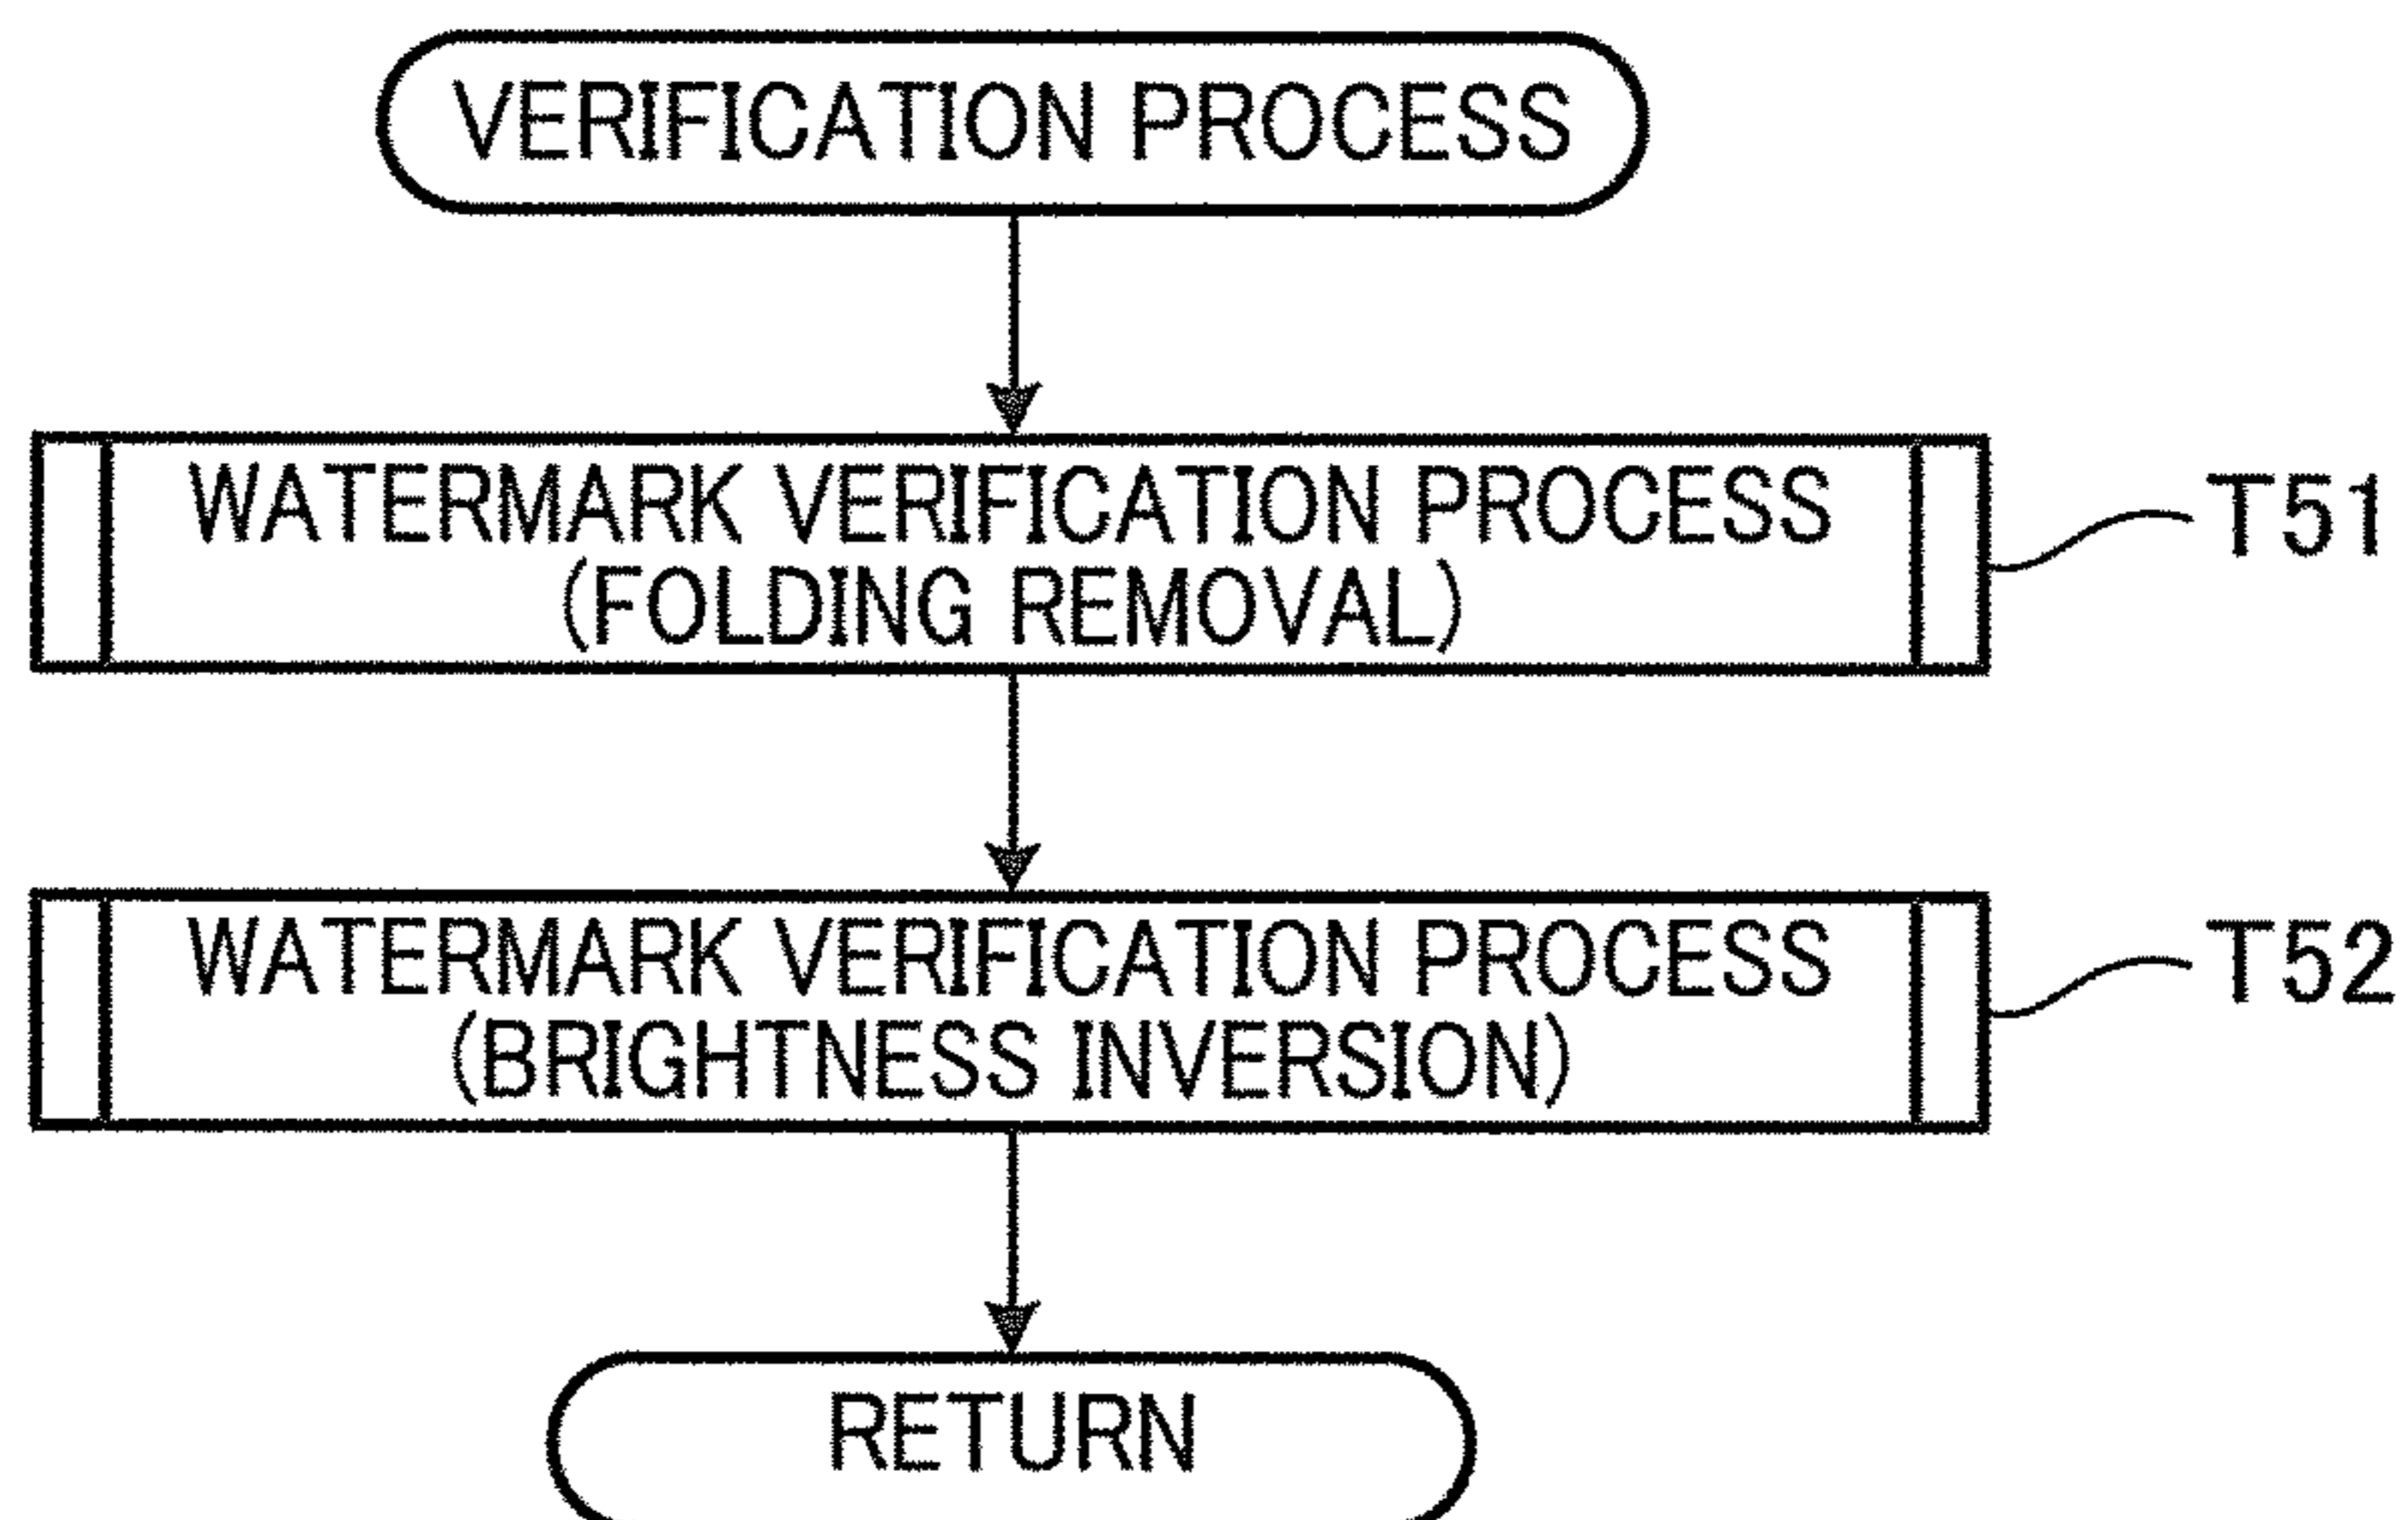 VERIFICATION PROCESS
WATERMARK VERIFICATION PROCESS
(FOLDING REMOVAL)
T51
WATERMARK VERIFICATION PROCESS
(BRIGHTNESS INVERSION)
T52
RETURN